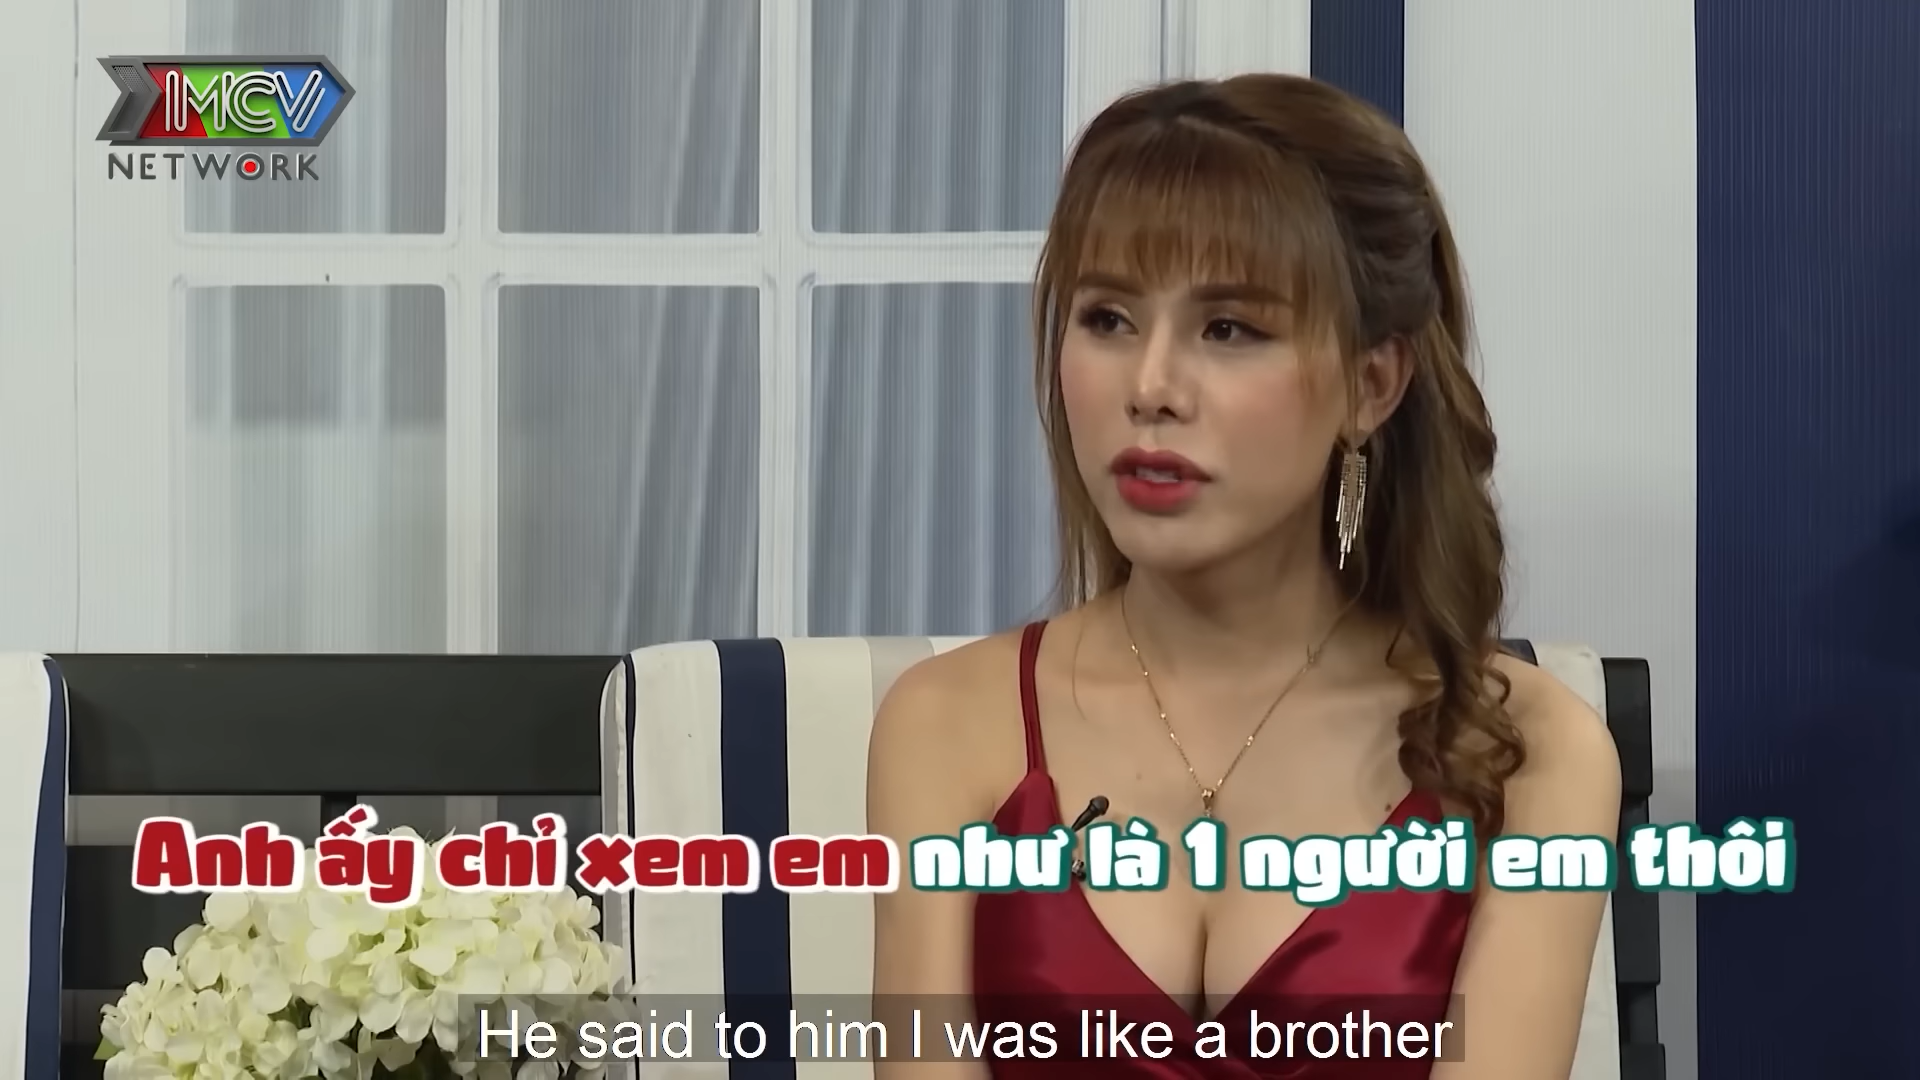 MCV
NETWORK
Anh ấy chỉ xem em như là 1 người em thôi
He said to him I was like a brother